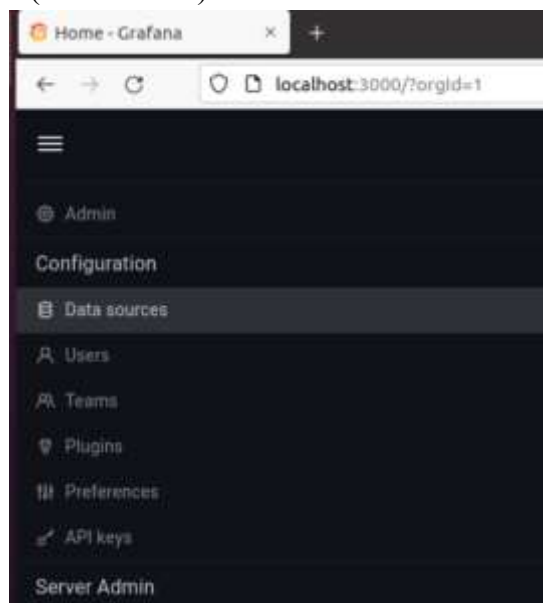 Home - Grafana × +
localhost:3000/?orgId=1
Admin
Configuration
Data sources
Users
Teams
Plugins
Preferences
API keys
Server Admin